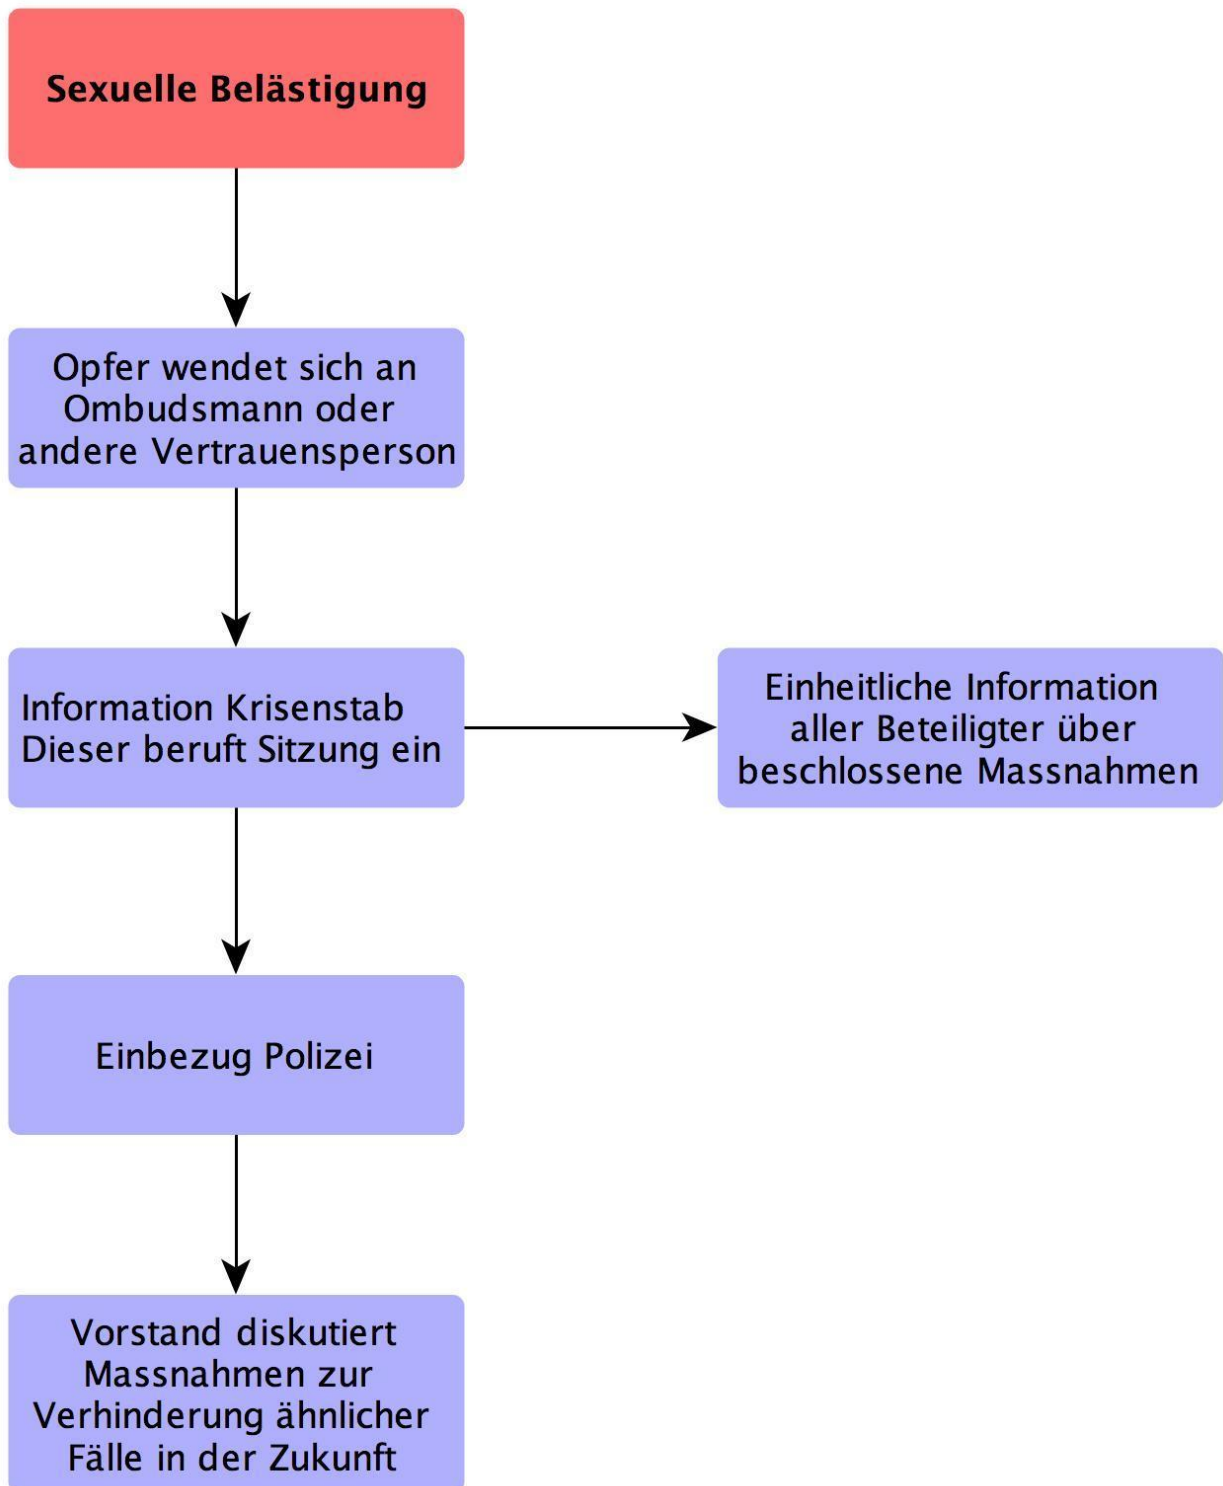 Sexuelle Belästigung
Opfer wendet sich an
Ombudsmann oder
andere Vertrauensperson
Information Krisenstab
Dieser beruft Sitzung ein
Einheitliche Information
aller Beteiligter über
beschlossene Massnahmen
Einbezug Polizei
Vorstand diskutiert
Massnahmen zur
Verhinderung ähnlicher
Fälle in der Zukunft